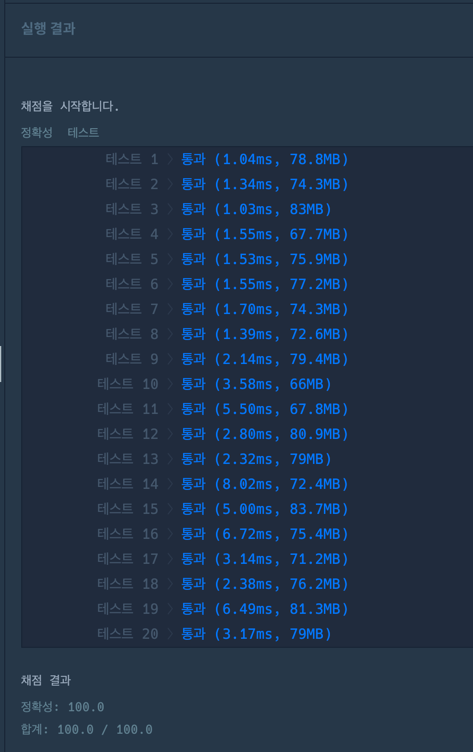 실행 결과
채점을 시작합니다.
정확성 테스트
테스트 1 〉 통과 (1.04ms, 78.8MB)
테스트 2 〉 통과 (1.34ms, 74.3MB)
테스트 3 〉 통과 (1.03ms, 83MB)
테스트 4 〉 통과 (1.55ms, 67.7MB)
테스트 5 〉 통과 (1.53ms, 75.9MB)
테스트 6 〉 통과 (1.55ms, 77.2MB)
테스트 7 〉 통과 (1.70ms, 74.3MB)
테스트 8 〉 통과 (1.39ms, 72.6MB)
테스트 9 〉 통과 (2.14ms, 79.4MB)
테스트 10 〉 통과 (3.58ms, 66MB)
테스트 11 〉 통과 (5.50ms, 67.8MB)
테스트 12 〉 통과 (2.80ms, 80.9MB)
테스트 13 〉 통과 (2.32ms, 79MB)
테스트 14 〉 통과 (8.02ms, 72.4MB)
테스트 15 〉 통과 (5.00ms, 83.7MB)
테스트 16 〉 통과 (6.72ms, 75.4MB)
테스트 17 〉 통과 (3.14ms, 71.2MB)
테스트 18 〉 통과 (2.38ms, 76.2MB)
테스트 19 〉 통과 (6.49ms, 81.3MB)
테스트 20 〉 통과 (3.17ms, 79MB)
채점 결과
정확성: 100.0
합계: 100.0 / 100.0